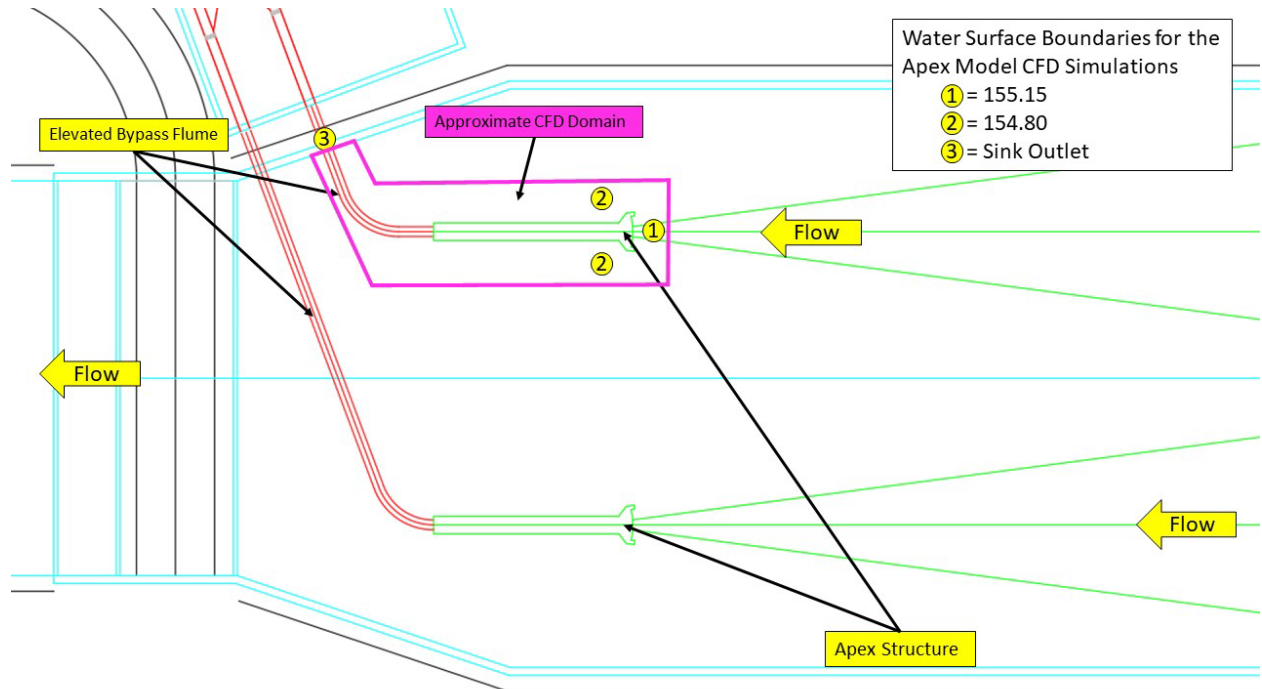 Water Surface Boundaries for the
Apex Model CFD Simulations
1 = 155.15
2 = 154.80
3 = Sink Outlet
Elevated Bypass Flume
3
Approximate CFD Domain
2
1
Flow
2
Flow
Flow
Apex Structure